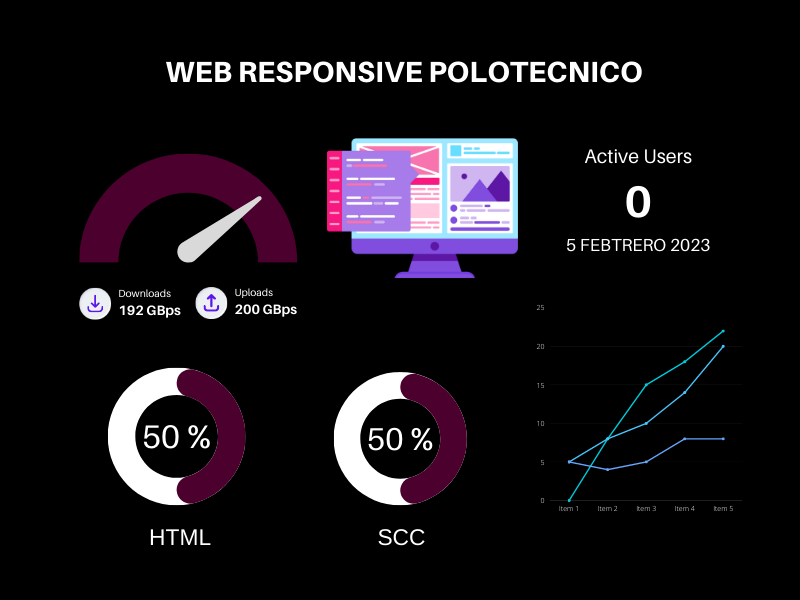 WEB RESPONSIVE POLOTECNICO
Active Users
0
5 FEBTRERO 2023
Downloads
192 GBps
Uploads
200 GBps
50 %
HTML
50 %
SCC
25
20
15
10
5
0
Item 1
Item 2
Item 3
Item 4
Item 5